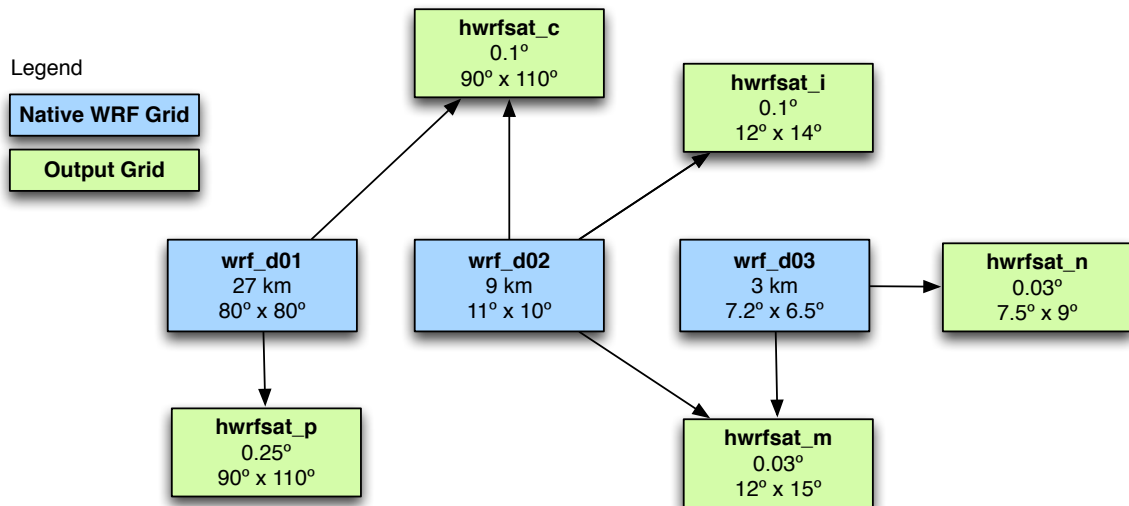 hwrfsat_c
0.1º
90º x 110º
Legend
Native WRF Grid
Output Grid
hwrfsat_i
0.1º
12º x 14º
wrf_d01
27 km
80º x 80º
wrf_d02
9 km
11º x 10º
wrf_d03
3 km
7.2º x 6.5º
hwrfsat_n
0.03º
7.5º x 9º
hwrfsat_p
0.25º
90º x 110º
hwrfsat_m
0.03º
12º x 15º